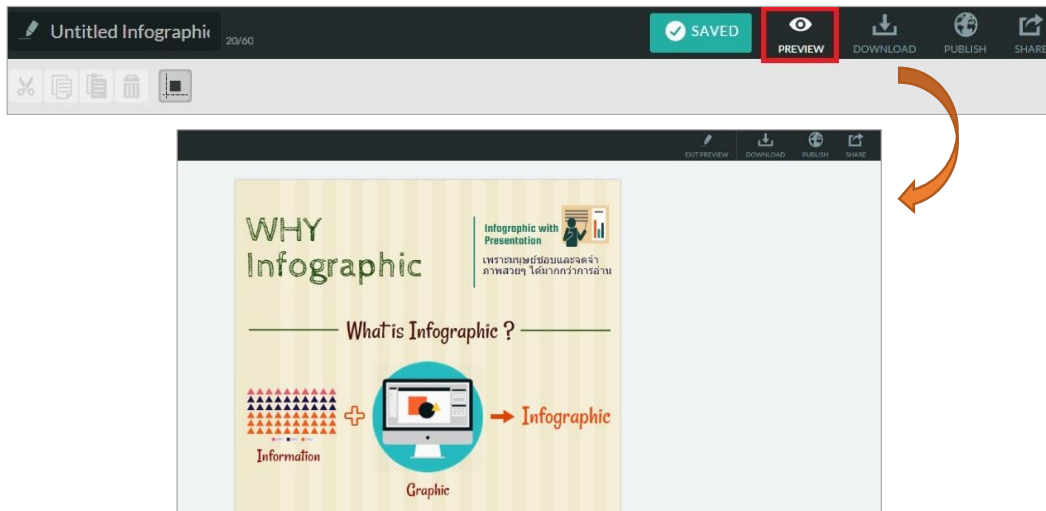 Untitled Infographi
20/60
SAVED
PREVIEW
DOWNLOAD
PUBLISH
SHARE
EXIT PREVIEW
DOWNLOAD
PUBLISH
SHARE
WHY
Infographic
Infographic with
Presentation
เพราะมนุษย์ชอบและจดจำ
ภาพสวยๆ ได้มากกว่าการอ่าน
What is Infographic ?
Infographic
Information
Graphic